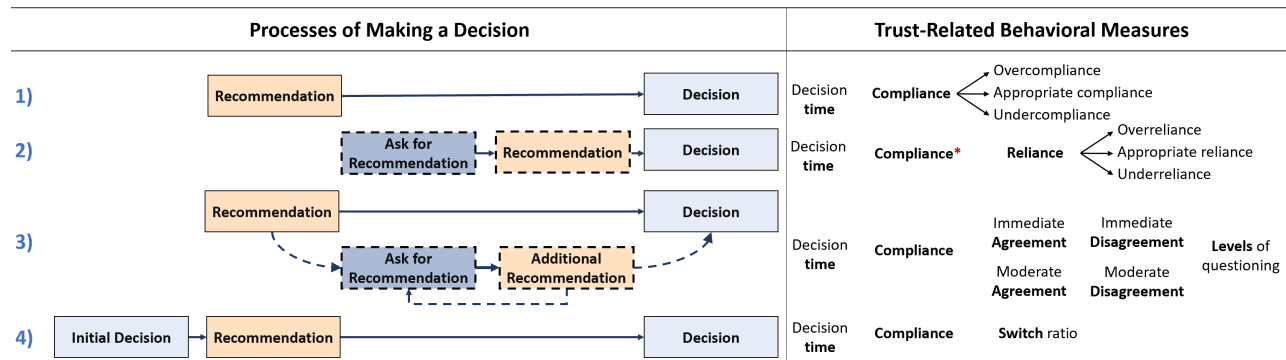 Processes of Making a Decision
Trust-Related Behavioral Measures
1)
Recommendation
Decision
Decision
time
Compliance
Overcompliance
Appropriate compliance
Undercompliance
2)
Ask for
Recommendation
Recommendation
Decision
Decision
time
Compliance*
Reliance
Overreliance
Appropriate reliance
Underreliance
3)
Recommendation
Decision
Ask for
Recommendation
Additional
Recommendation
Decision
time
Compliance
Immediate
Agreement
Immediate
Disagreement
Moderate
Agreement
Moderate
Disagreement
Levels of
questioning
4)
Initial Decision
Recommendation
Decision
Decision
time
Compliance
Switch ratio